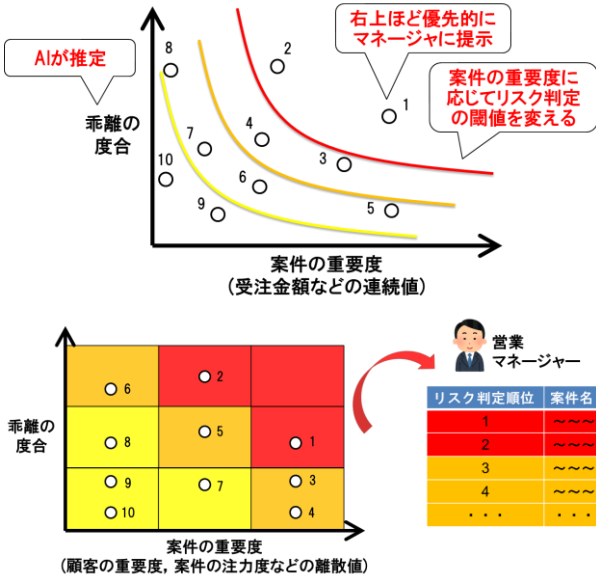 AIが推定
右上ほど優先的に
マネージャに提示
案件の重要度に
応じてリスク判定
の閾値を変える
乖離の
度合
8
2
1
7
4
3
10
6
9
5
案件の重要度
(受注金額などの連続値)
営業
マネージャー
乖離の
度合
6
2
8
5
1
9
7
3
10
4
案件の重要度
(顧客の重要度，案件の注力度などの離散値)
リスク判定順位 案件名
1 ～～～
2 ～～～
3 ～～～
4 ～～～
・・・ ・・・